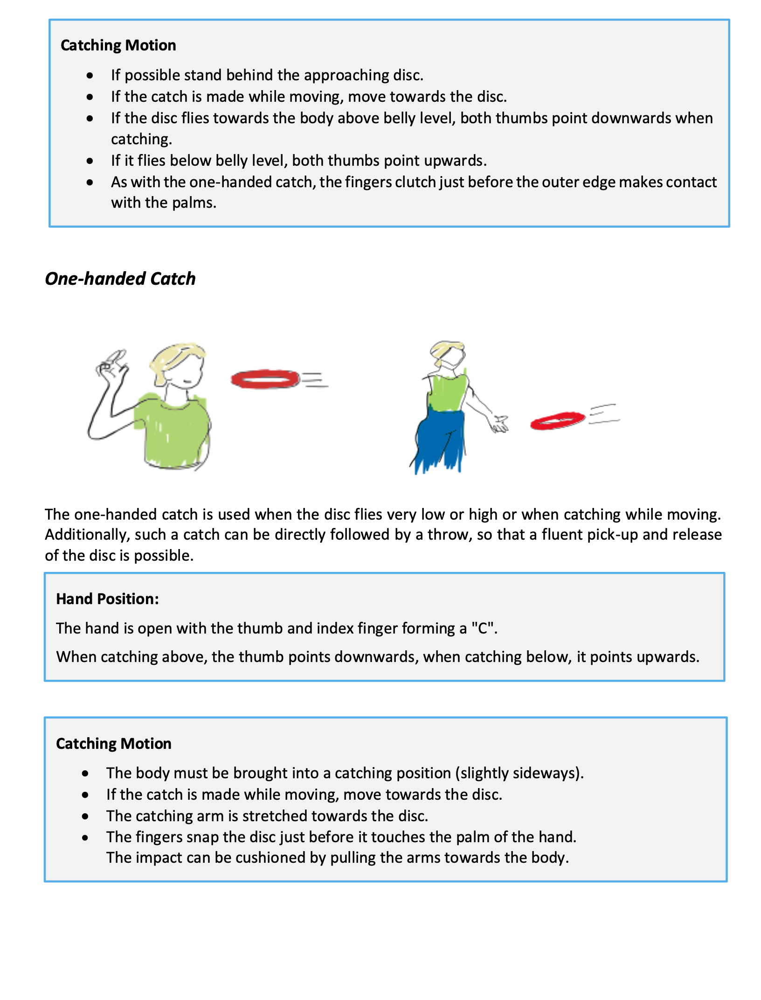 Catching Motion
• If possible stand behind the approaching disc.
• If the catch is made while moving, move towards the disc.
• If the disc flies towards the body above belly level, both thumbs point downwards when
catching.
• If it flies below belly level, both thumbs point upwards.
• As with the one-handed catch, the fingers clutch just before the outer edge makes contact
with the palms.
One-handed Catch
The one-handed catch is used when the disc flies very low or high or when catching while moving.
Additionally, such a catch can be directly followed by a throw, so that a fluent pick-up and release
of the disc is possible.
Hand Position:
The hand is open with the thumb and index finger forming a "C".
When catching above, the thumb points downwards, when catching below, it points upwards.
Catching Motion
• The body must be brought into a catching position (slightly sideways).
• If the catch is made while moving, move towards the disc.
• The catching arm is stretched towards the disc.
• The fingers snap the disc just before it touches the palm of the hand.
The impact can be cushioned by pulling the arms towards the body.